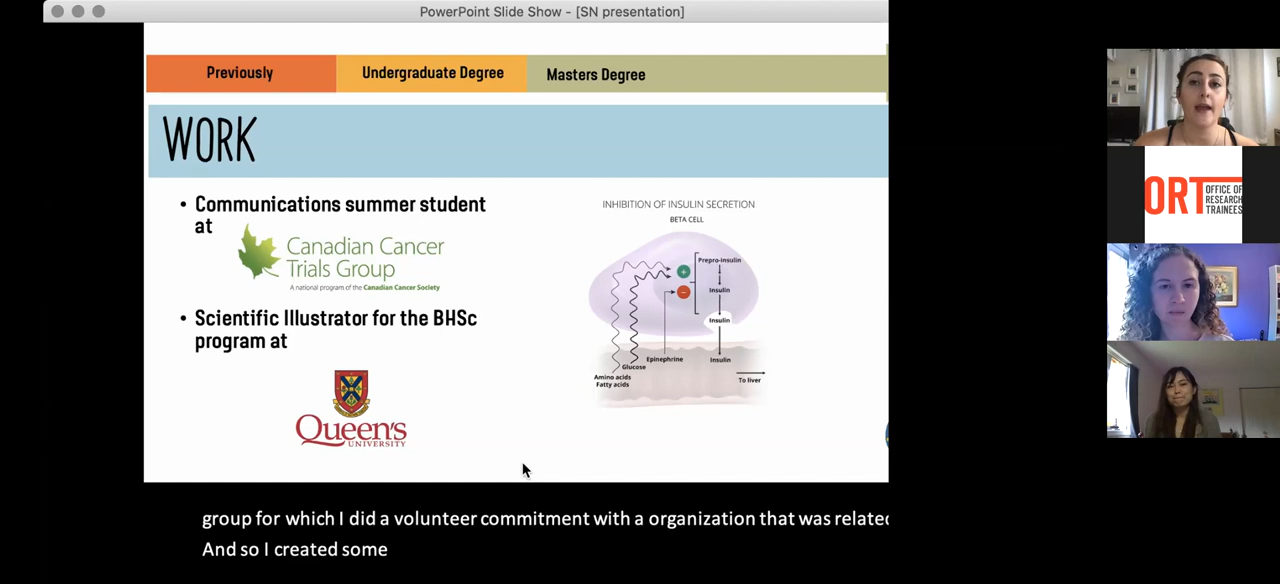 PowerPoint Slide Show - [SN presentation]
Previously
Undergraduate Degree
Masters Degree
WORK
• Communications summer student
at
Canadian Cancer
Trials Group
A national program of the Canadian Cancer Society
• Scientific Illustrator for the BHSc
program at
Queen's
UNIVERSITY
INHIBITION OF INSULIN SECRETION
BETA CELL
Prepro-insulin
+
Insulin
-
Insulin
Epinephrine
Insulin
Glucose
Amino acids
Fatty acids
To liver
ORT
OFFICE OF
RESEARCH
TRAINEES
group for which I did a volunteer commitment with a organization that was related
And so I created some